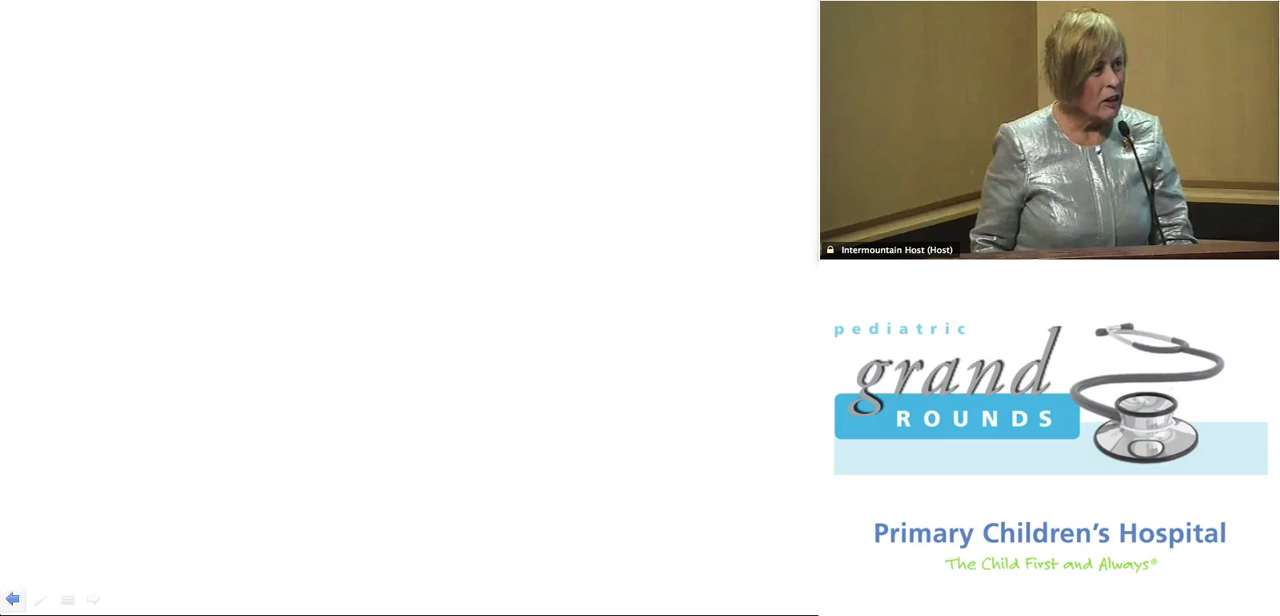 Intermountain Host (Host)
pediatric
grand
ROUNDS
Primary Children's Hospital
The Child First and Always®